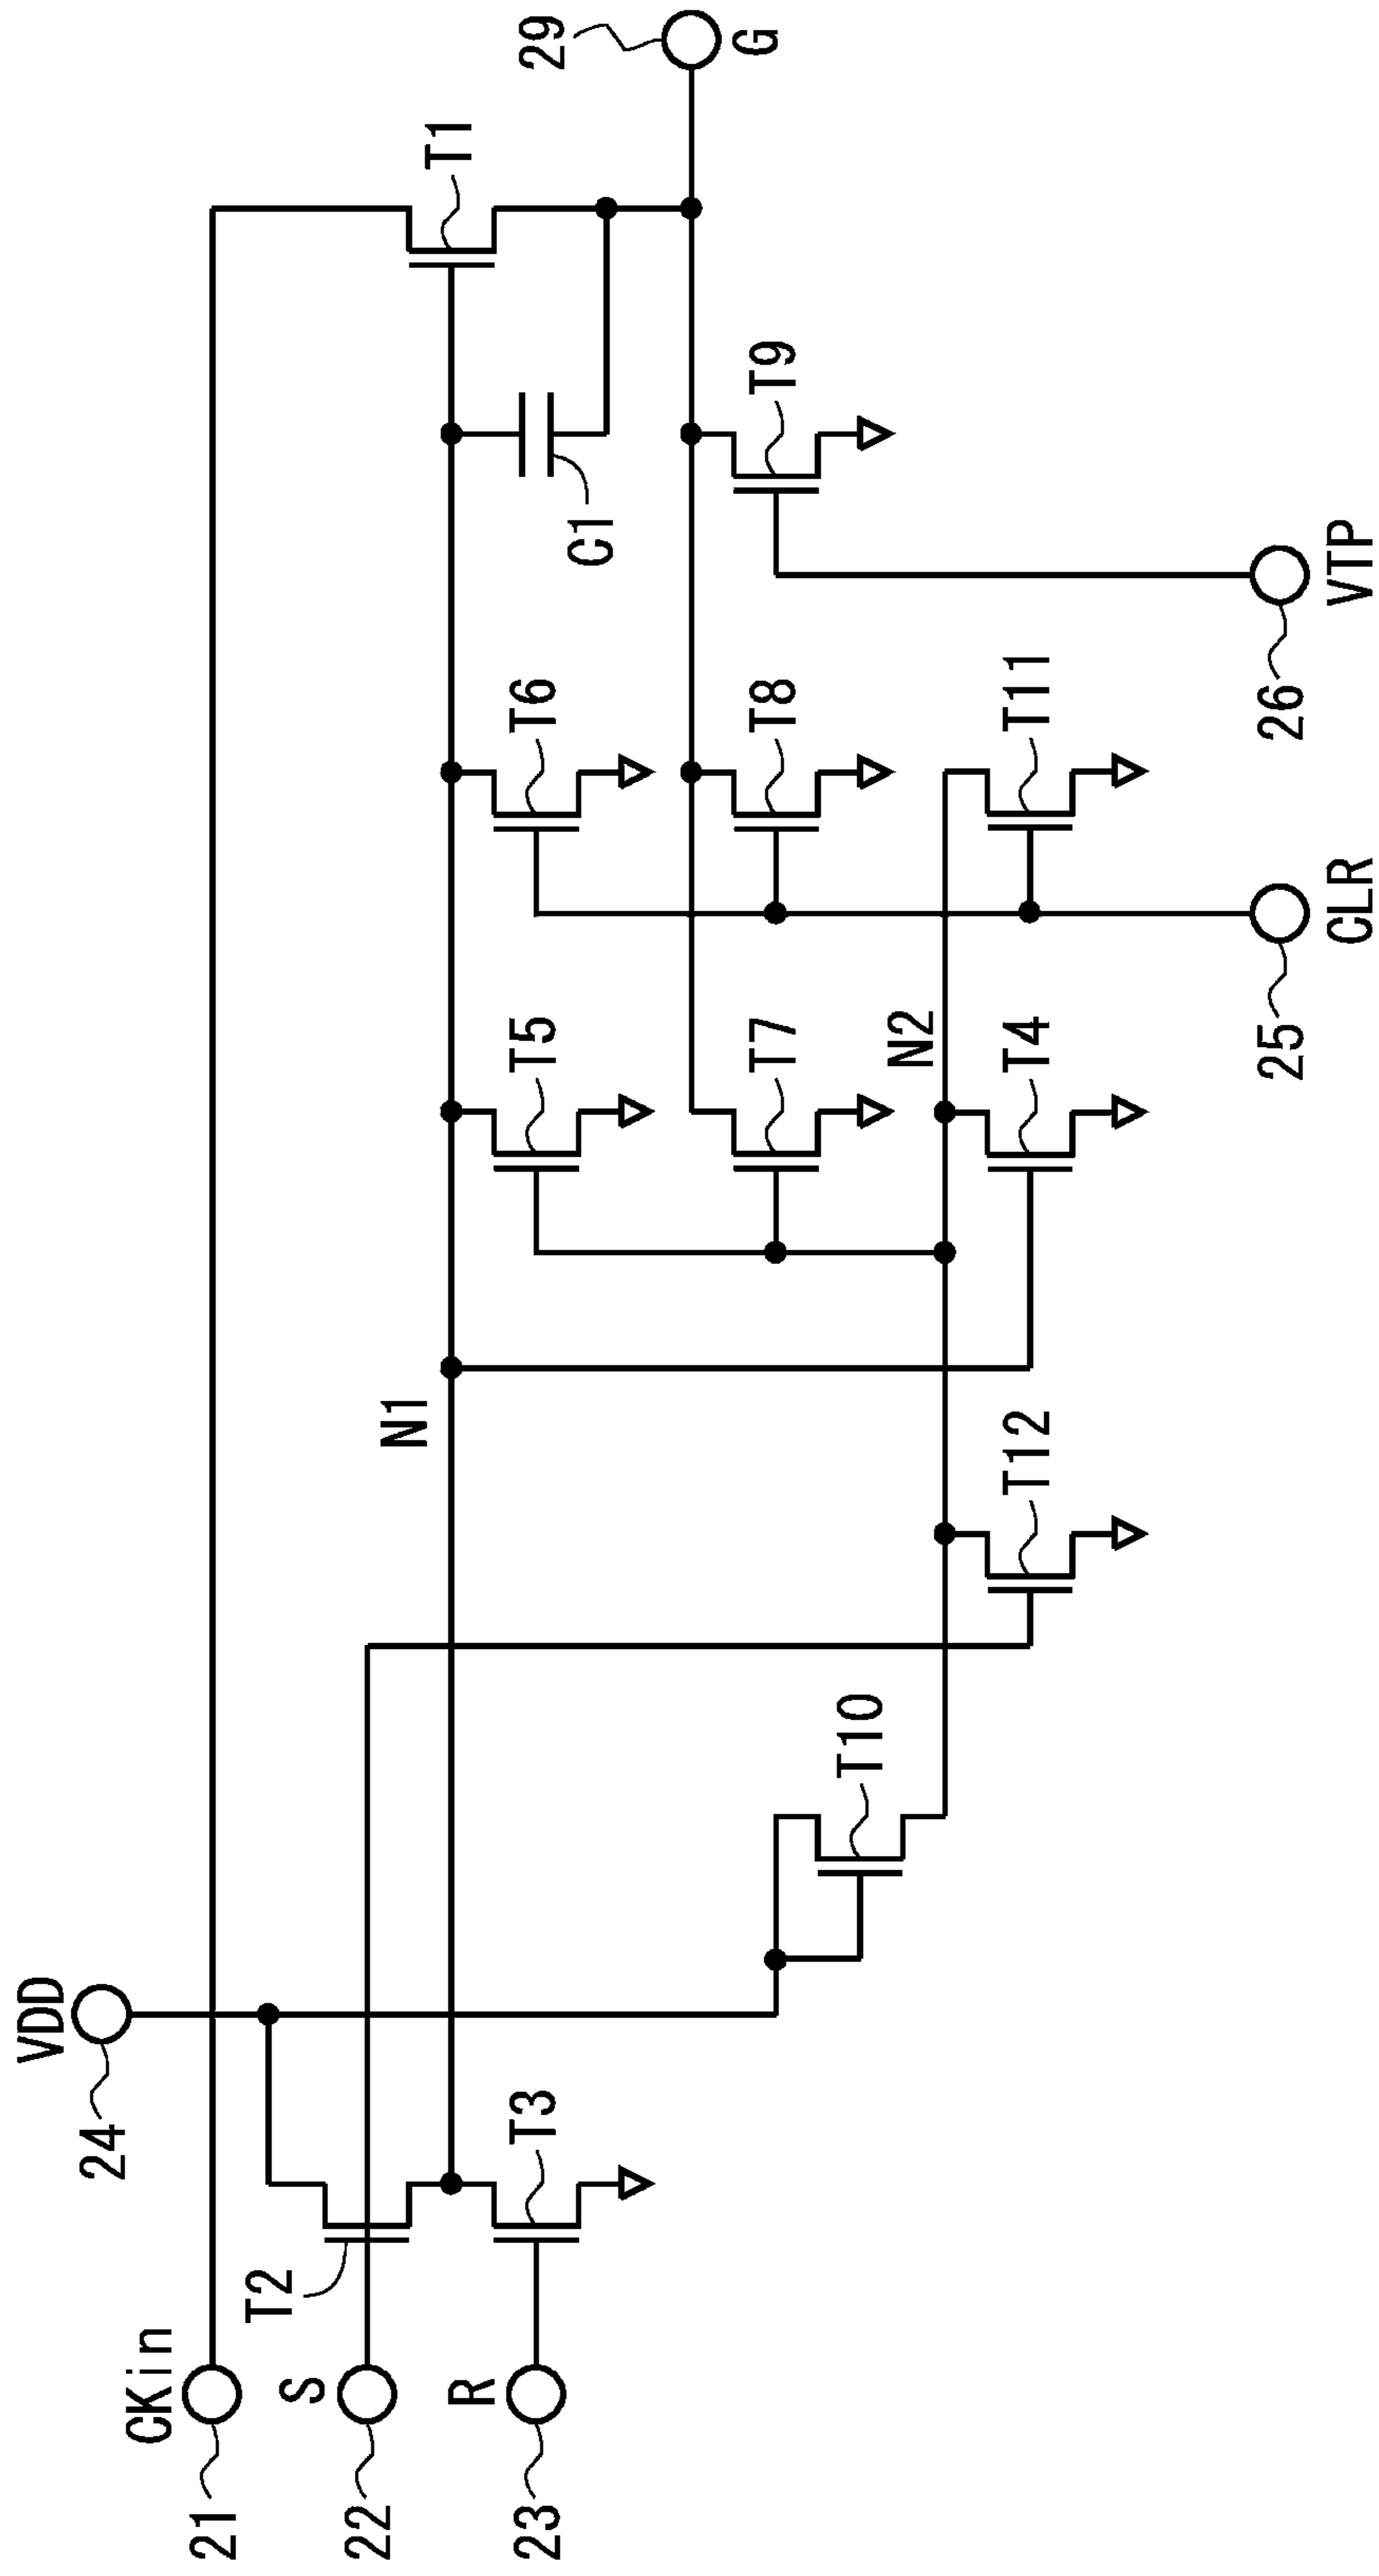 VDD
24
CKin
21
T2
S
22
N1
T1
R
23
T3
T5
T6
29
C1
G
T7
T8
T9
T10
N2
T12
T4
T11
25
26
CLR
VTP